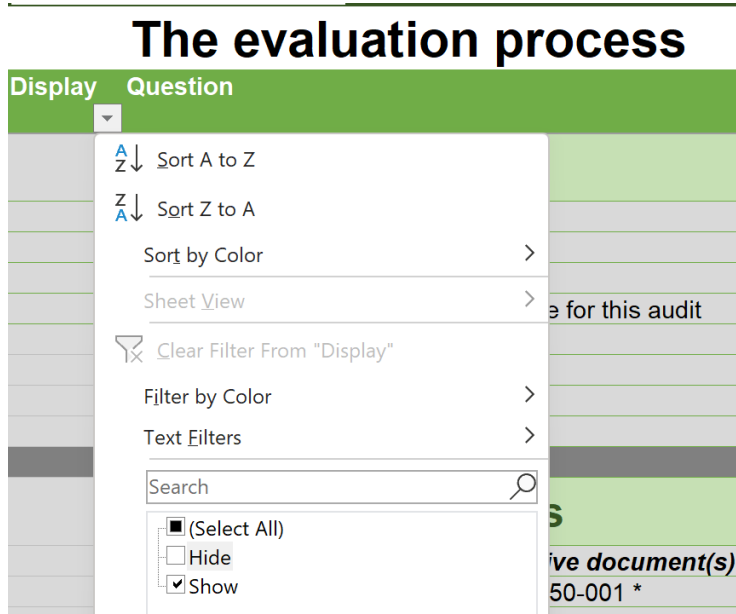 The evaluation process
Display Question
Sort A to Z
Sort Z to A
Sort by Color
Sheet View
e for this audit
Clear Filter From "Display"
Filter by Color
Text Filters
Search
s
(Select All)
Hide
ive document(s)
Show
50-001 *